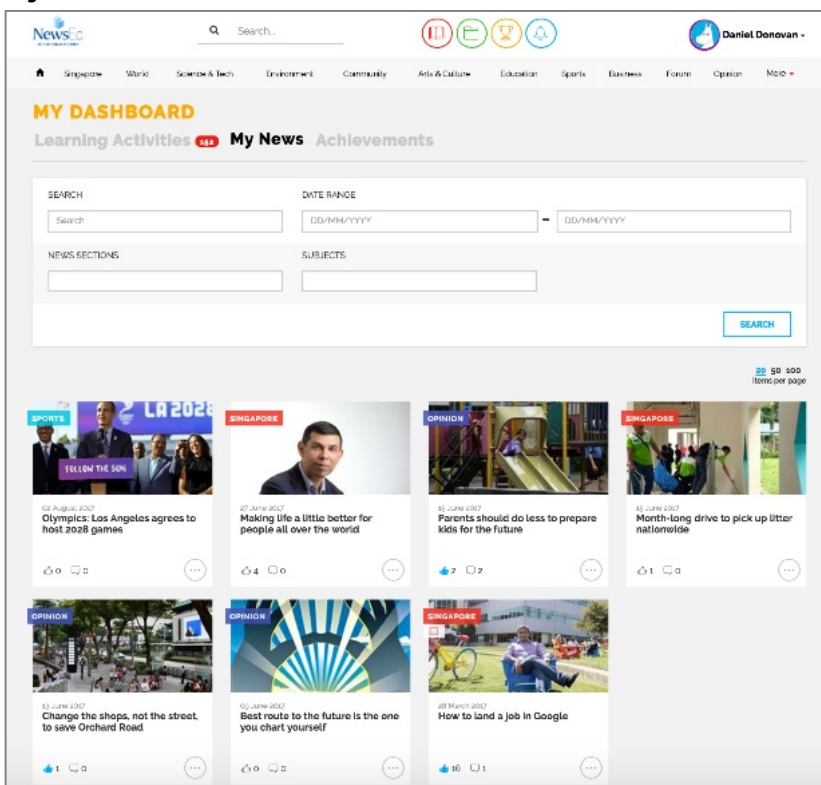 NewsEd
Search..
Daniel Donovan
Singapore World Science & Tech Environment Community Arts & Culture Education Sports Business Forum Opinion More
MY DASHBOARD
Learning Activities 152 My News Achievements
SEARCH DATE RANGE
Search DD/MM/YYYY - DD/MM/YYYY
NEWS SECTIONS SUBJECTS
SEARCH
20 50 100
items per page
SPORTS
LA 2028
FOLLOW THE SUN
02 August 2017
Olympics: Los Angeles agrees to
host 2028 games
0 0
SINGAPORE
27 June 2017
Making life a little better for
people all over the world
4 0
OPINION
15 June 2017
Parents should do less to prepare
kids for the future
2 2
SINGAPORE
15 June 2017
Month-long drive to pick up litter
nationwide
1 0
OPINION
13 June 2017
Change the shops, not the street,
to save Orchard Road
1 0
OPINION
09 June 2017
Best route to the future is the one
you chart yourself
0 0
SINGAPORE
28 March 2017
How to land a job in Google
16 1